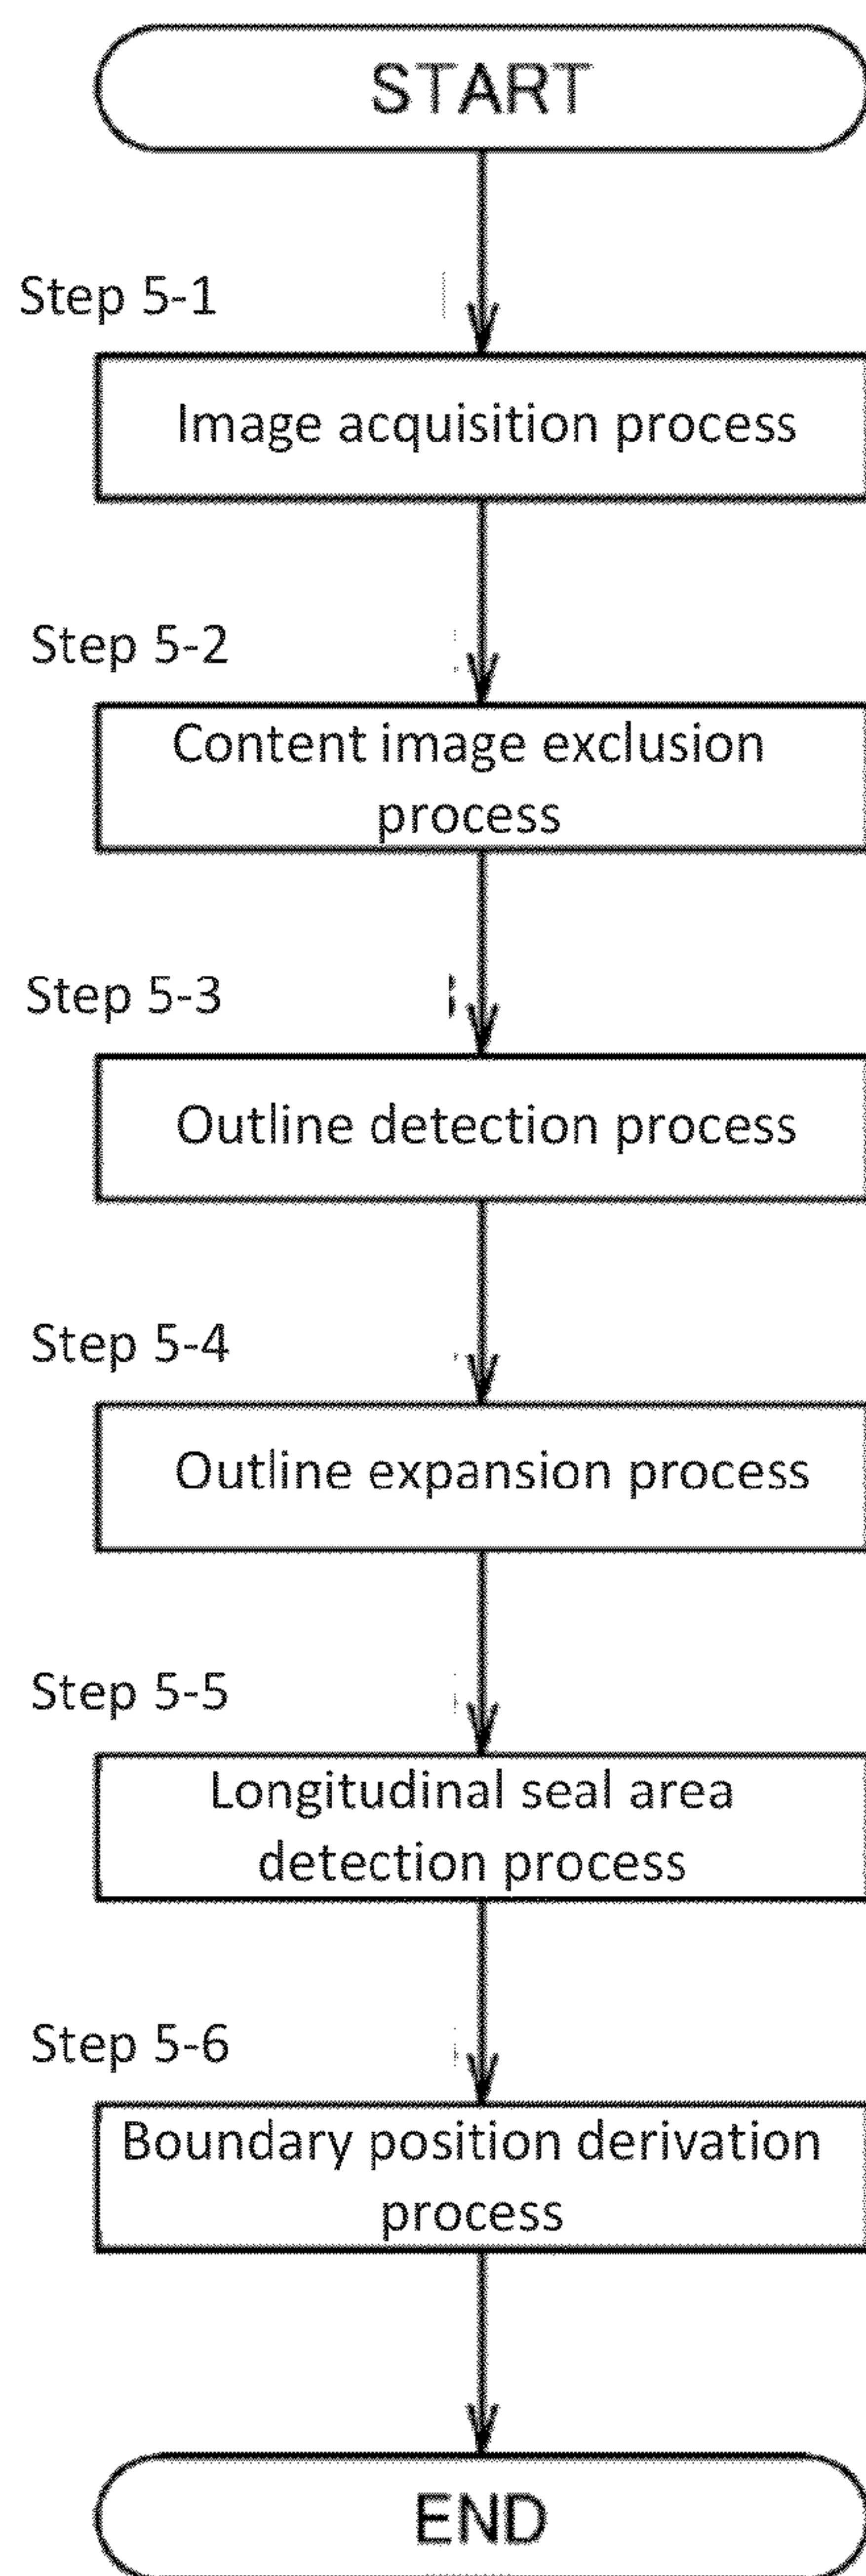 START
Step 5-1
Image acquisition process
Step 5-2
Content image exclusion
process
Step 5-3
Outline detection process
Step 5-4
Outline expansion process
Step 5-5
Longitudinal seal area
detection process
Step 5-6
Boundary position derivation
process
END